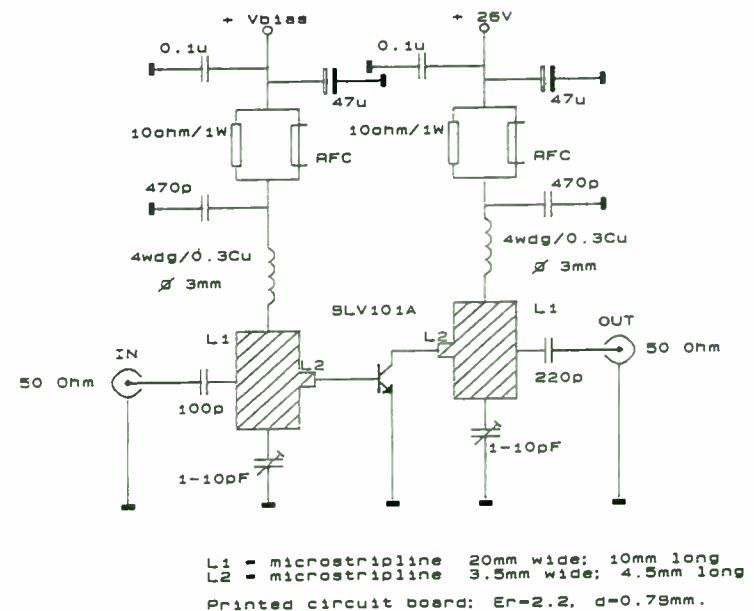 + Vbias
+ 26V
0.1u
0.1u
47u
47u
10ohm/1W
10ohm/1W
RFC
RFC
470p
470p
4wdg/0.3Cu
4wdg/0.3Cu
Ø 3mm
Ø 3mm
BLV101A
L1
L1
L2
L2
IN
OUT
50 Ohm
50 Ohm
100p
220p
1-10pF
1-10pF
L1 = microstripline 20mm wide; 10mm long
L2 = microstripline 3.5mm wide; 4.5mm long
Printed circuit board: Er=2.2, d=0.79mm.